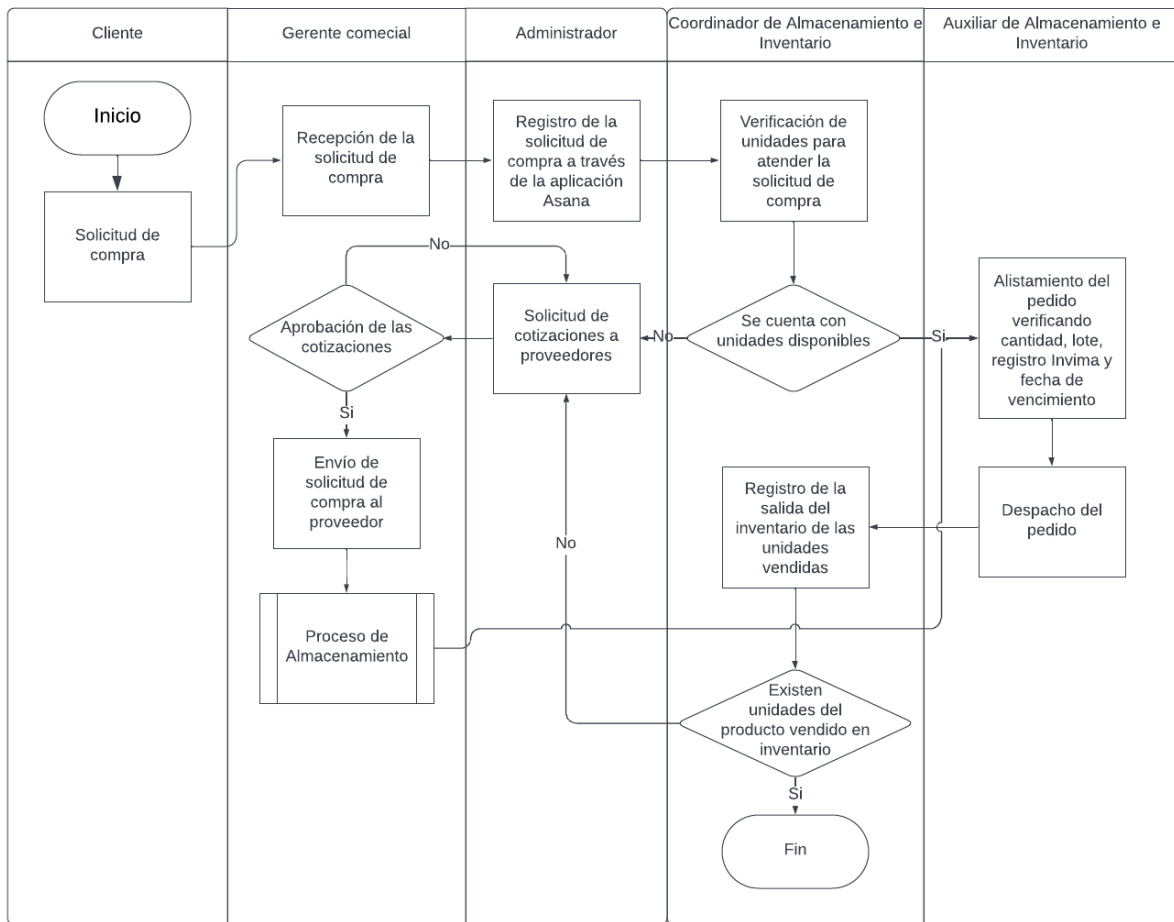 Cliente
Gerente comecial
Administrador
Coordinador de Almacenamiento e
Inventario
Auxiliar de Almacenamiento e
Inventario
Inicio
Solicitud de
compra
Recepción de la
solicitud de
compra
Registro de la
solicitud de
compra a través
de la aplicación
Asana
Verificación de
unidades para
atender la
solicitud de
compra
No
Aprobación de las
cotizaciones
Solicitud de
cotizaciones a
proveedores
No
Se cuenta con
unidades disponibles
Si
Alistamiento del
pedido
verificando
cantidad, lote,
registro Invima y
fecha de
vencimiento
Si
Envío de
solicitud de
compra al
proveedor
No
Registro de la
salida del
inventario de las
unidades
vendidas
Despacho del
pedido
Proceso de
Almacenamiento
Existen
unidades del
producto vendido en
inventario
Si
Fin